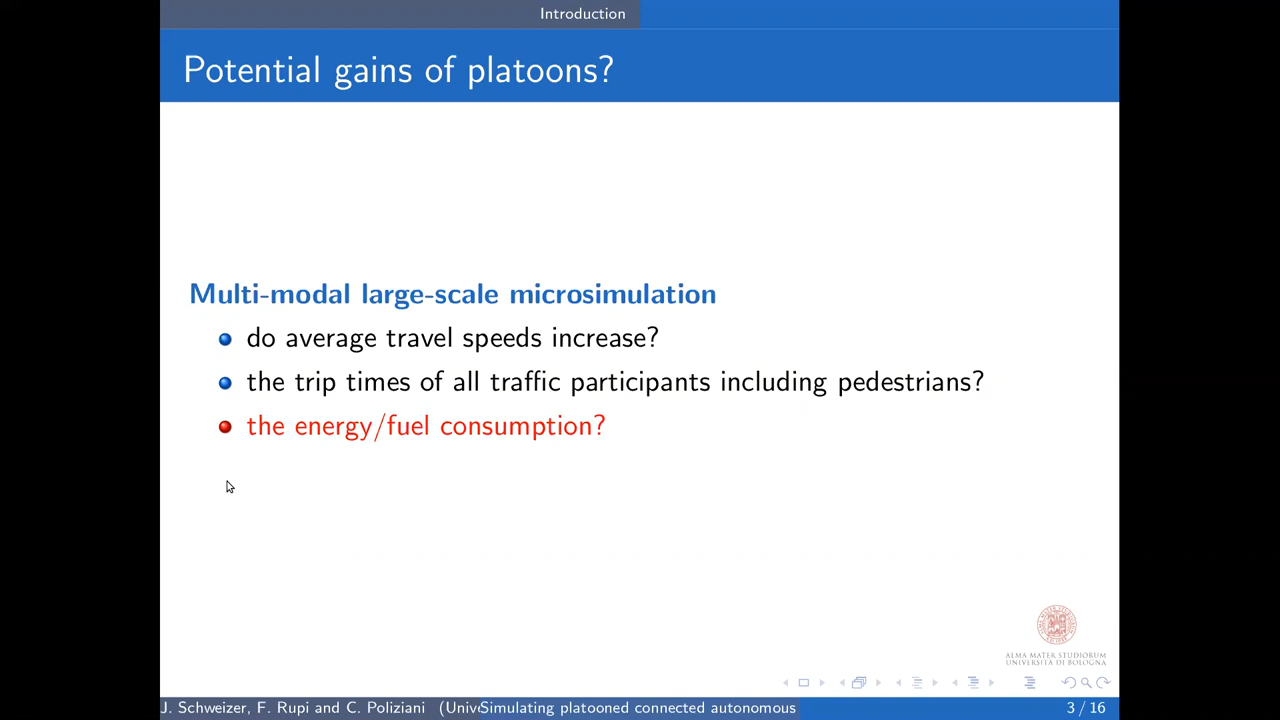 Introduction
Potential gains of platoons?
Multi-modal large-scale microsimulation
do average travel speeds increase?
the trip times of all traffic participants including pedestrians?
the energy/fuel consumption?
ALMA MATER STUDIORUM
UNIVERSITÀ DI BOLOGNA
J. Schweizer, F. Rupi and C. Poliziani (Univ
Simulating platooned connected autonomous
3 / 16